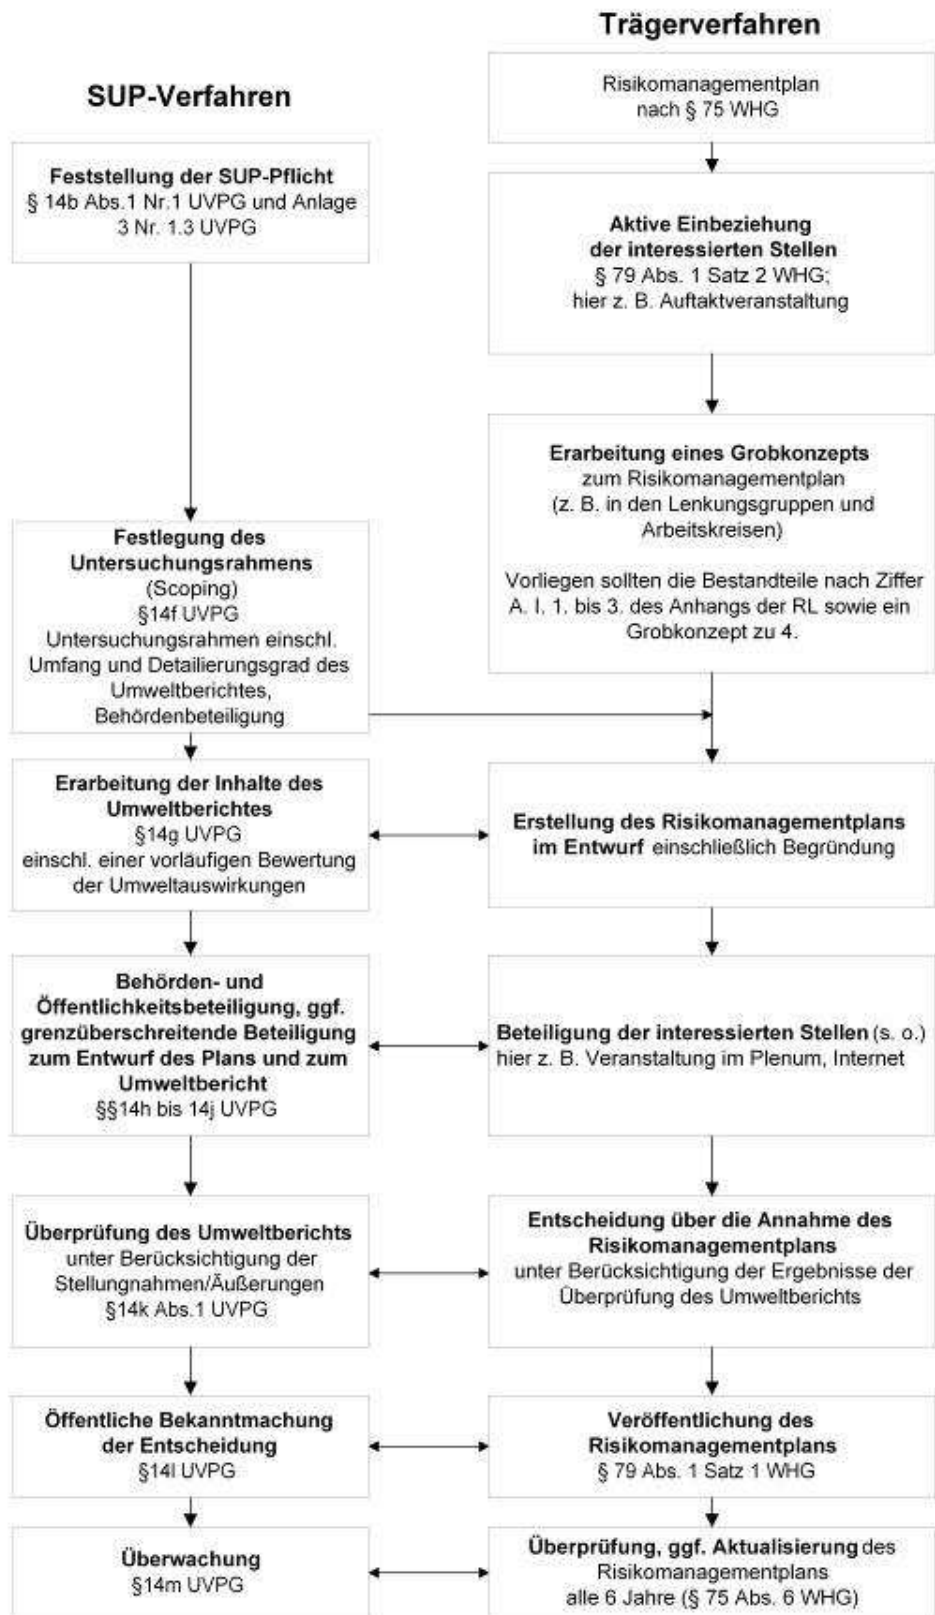 Trägerverfahren
SUP-Verfahren
Risikomanagementplan
nach § 75 WHG
Feststellung der SUP-Pflicht
§ 14b Abs.1 Nr.1 UVPG und Anlage
3 Nr. 1.3 UVPG
Aktive Einbeziehung
der interessierten Stellen
§ 79 Abs. 1 Satz 2 WHG;
hier z. B. Auftaktveranstaltung
Erarbeitung eines Grobkonzepts
zum Risikomanagementplan
(z. B. in den Lenkungsgruppen und
Arbeitskreisen)
Vorliegen sollten die Bestandteile nach Ziffer
A. I. 1. bis 3. des Anhangs der RL sowie ein
Grobkonzept zu 4.
Festlegung des
Untersuchungsrahmens
(Scoping)
§14f UVPG
Untersuchungsrahmen einschl.
Umfang und Detailierungsgrad des
Umweltberichtes,
Behördenbeteiligung
Erarbeitung der Inhalte des
Umweltberichtes
§14g UVPG
einschl. einer vorläufigen Bewertung
der Umweltauswirkungen
Erstellung des Risikomanagementplans
im Entwurf einschließlich Begründung
Behörden- und
Öffentlichkeitsbeteiligung, ggf.
grenzüberschreitende Beteiligung
zum Entwurf des Plans und zum
Umweltbericht
§§14h bis 14j UVPG
Beteiligung der interessierten Stellen (s. o.)
hier z. B. Veranstaltung im Plenum, Internet
Überprüfung des Umweltberichts
unter Berücksichtigung der
Stellungnahmen/Äußerungen
§14k Abs.1 UVPG
Entscheidung über die Annahme des
Risikomanagementplans
unter Berücksichtigung der Ergebnisse der
Überprüfung des Umweltberichts
Öffentliche Bekanntmachung
der Entscheidung
§14l UVPG
Veröffentlichung des
Risikomanagementplans
§ 79 Abs. 1 Satz 1 WHG
Überwachung
§14m UVPG
Überprüfung, ggf. Aktualisierung des
Risikomanagementplans
alle 6 Jahre (§ 75 Abs. 6 WHG)